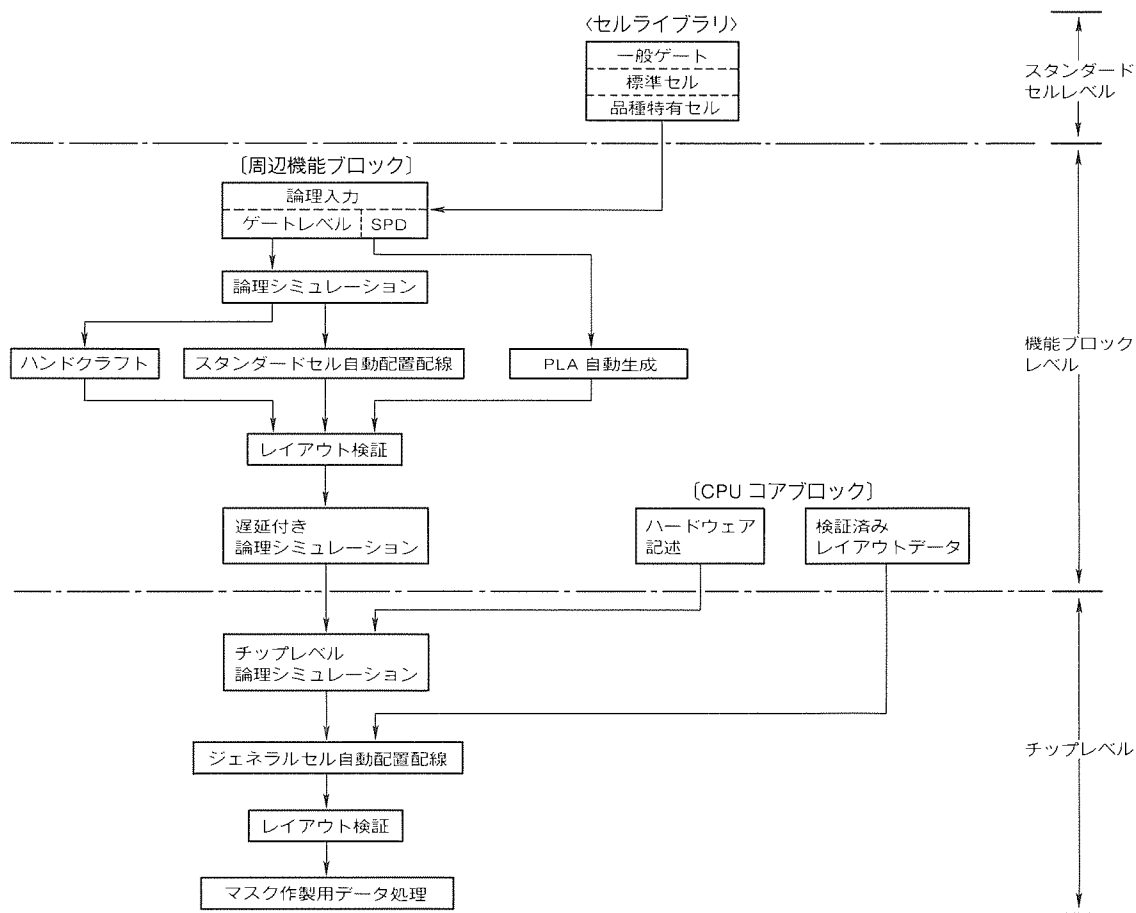 〈セルライブラリ〉
一般ゲート
標準セル
品種特有セル
スタンダード
セルレベル
〔周辺機能ブロック〕
論理入力
ゲートレベル SPD
論理シミュレーション
ハンドクラフト
スタンダードセル自動配置配線
PLA 自動生成
機能ブロック
レベル
レイアウト検証
〔CPU コアブロック〕
遅延付き
論理シミュレーション
ハードウェア
記述
検証済み
レイアウトデータ
チップレベル
論理シミュレーション
ジェネラルセル自動配置配線
チップレベル
レイアウト検証
マスク作製用データ処理